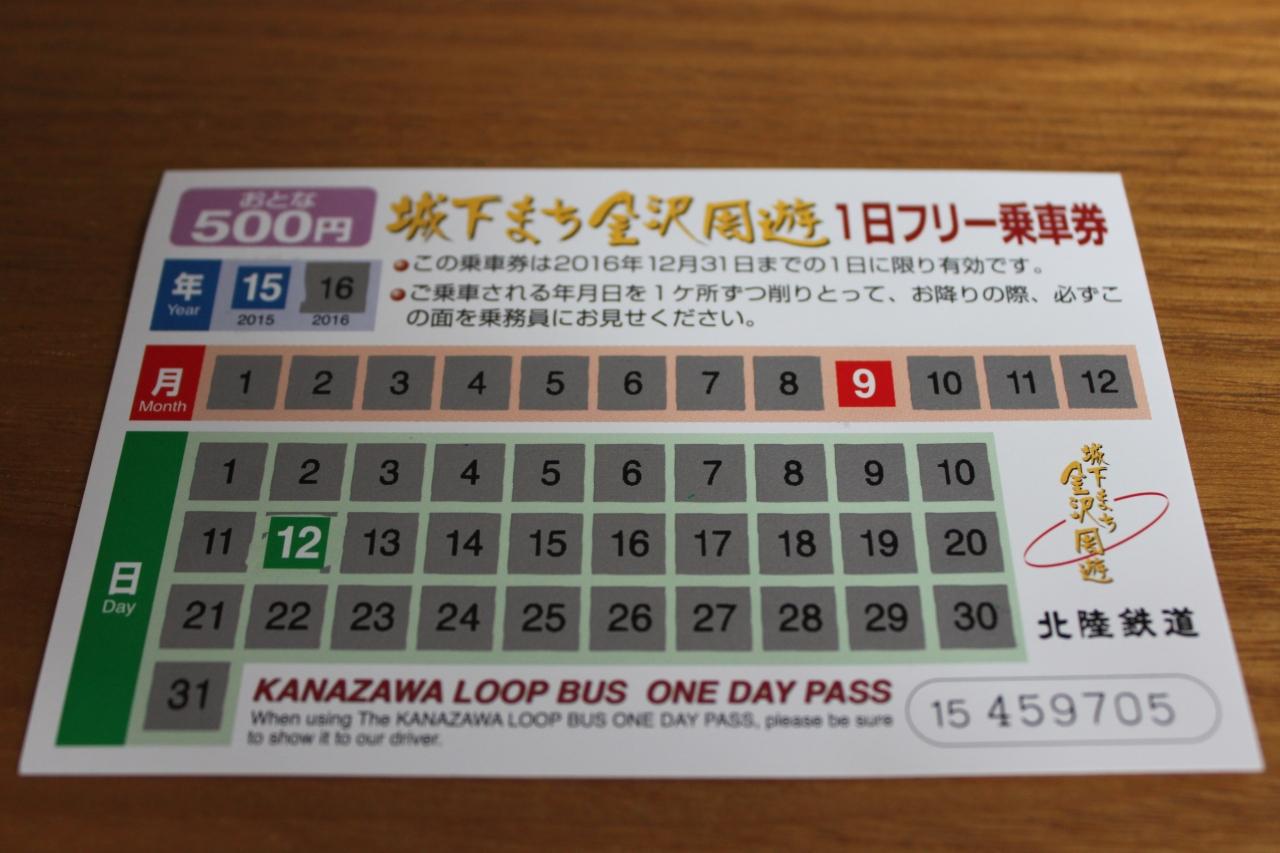 おとな
500円
城下まち金沢周遊 1日フリー乗車券
年 15 16
Year 2015 2016
●この乗車券は2016年12月31日までの1日に限り有効です。
●ご乗車される年月日を1ケ所ずつ削りとって、お降りの際、必ずこ
の面を乗務員にお見せください。
月 1 2 3 4 5 6 7 8 9 10 11 12
Month
1 2 3 4 5 6 7 8 9 10
11 12 13 14 15 16 17 18 19 20
日
Day
21 22 23 24 25 26 27 28 29 30
31
城下まち
金沢
周遊
北陸鉄道
KANAZAWA LOOP BUS ONE DAY PASS
When using The KANAZAWA LOOP BUS ONE DAY PASS, please be sure
to show it to our driver.
15 459705